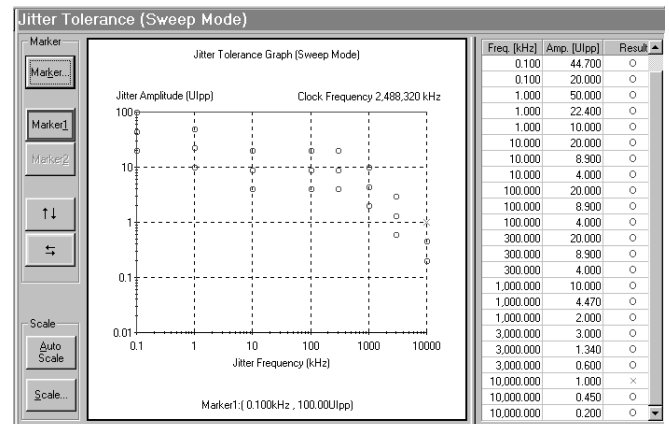 Jitter Tolerance (Sweep Mode)
Marker
Marker...
Marker1
Marker2
↑↓
⇆
Scale
Auto
Scale
Scale...
Jitter Tolerance Graph (Sweep Mode)
Jitter Amplitude (UIpp) Clock Frequency 2,488,320 kHz
100
10
1
0.1
0.01
0.1 1 10 100 1000 10000
Jitter Frequency (kHz)
Marker1:( 0.100kHz , 100.00UIpp)
Freq. [kHz] Amp. [UIpp] Result
0.100 44.700 O
0.100 20.000 O
1.000 50.000 O
1.000 22.400 O
1.000 10.000 O
10.000 20.000 O
10.000 8.900 O
10.000 4.000 O
100.000 20.000 O
100.000 8.900 O
100.000 4.000 O
300.000 20.000 O
300.000 8.900 O
300.000 4.000 O
1,000.000 10.000 O
1,000.000 4.470 O
1,000.000 2.000 O
3,000.000 3.000 O
3,000.000 1.340 O
3,000.000 0.600 O
10,000.000 1.000 ×
10,000.000 0.450 O
10,000.000 0.200 O